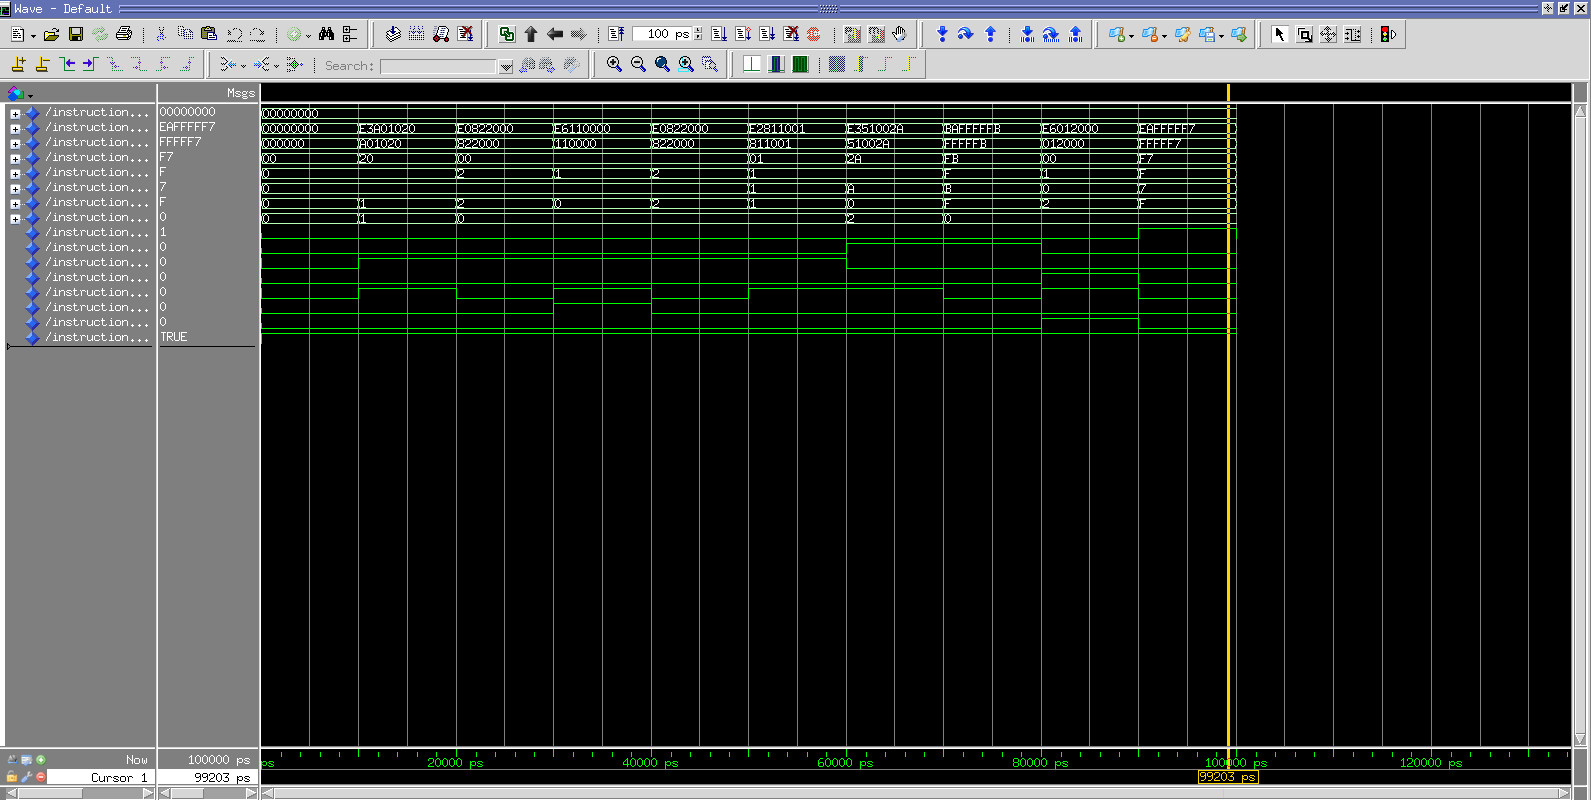 Wave - Default
100 ps
Search:
Msgs
/instruction... 00000000 00000000
/instruction... EAFFFFF7 00000000 E3A01020 E0822000 E6110000 E0822000 E2811001 E351002A BAFFFFFB E6012000 EAFFFFF7
/instruction... FFFFF7 000000 A01020 822000 110000 822000 811001 51002A FFFFFB 012000 FFFFF7
/instruction... F7 00 20 00 01 2A FB 00 F7
/instruction... F 0 2 1 2 1 F 1 F
/instruction... 7 0 1 A B 0 7
/instruction... F 0 1 2 0 2 1 0 F 2 F
/instruction... 0 0 1 0 2 0
/instruction... 1
/instruction... 0
/instruction... 0
/instruction... 0
/instruction... 0
/instruction... 0
/instruction... 0
/instruction... TRUE
Now 100000 ps ps 20000 ps 40000 ps 60000 ps 80000 ps 100000 ps 120000 ps
Cursor 1 99203 ps 99203 ps